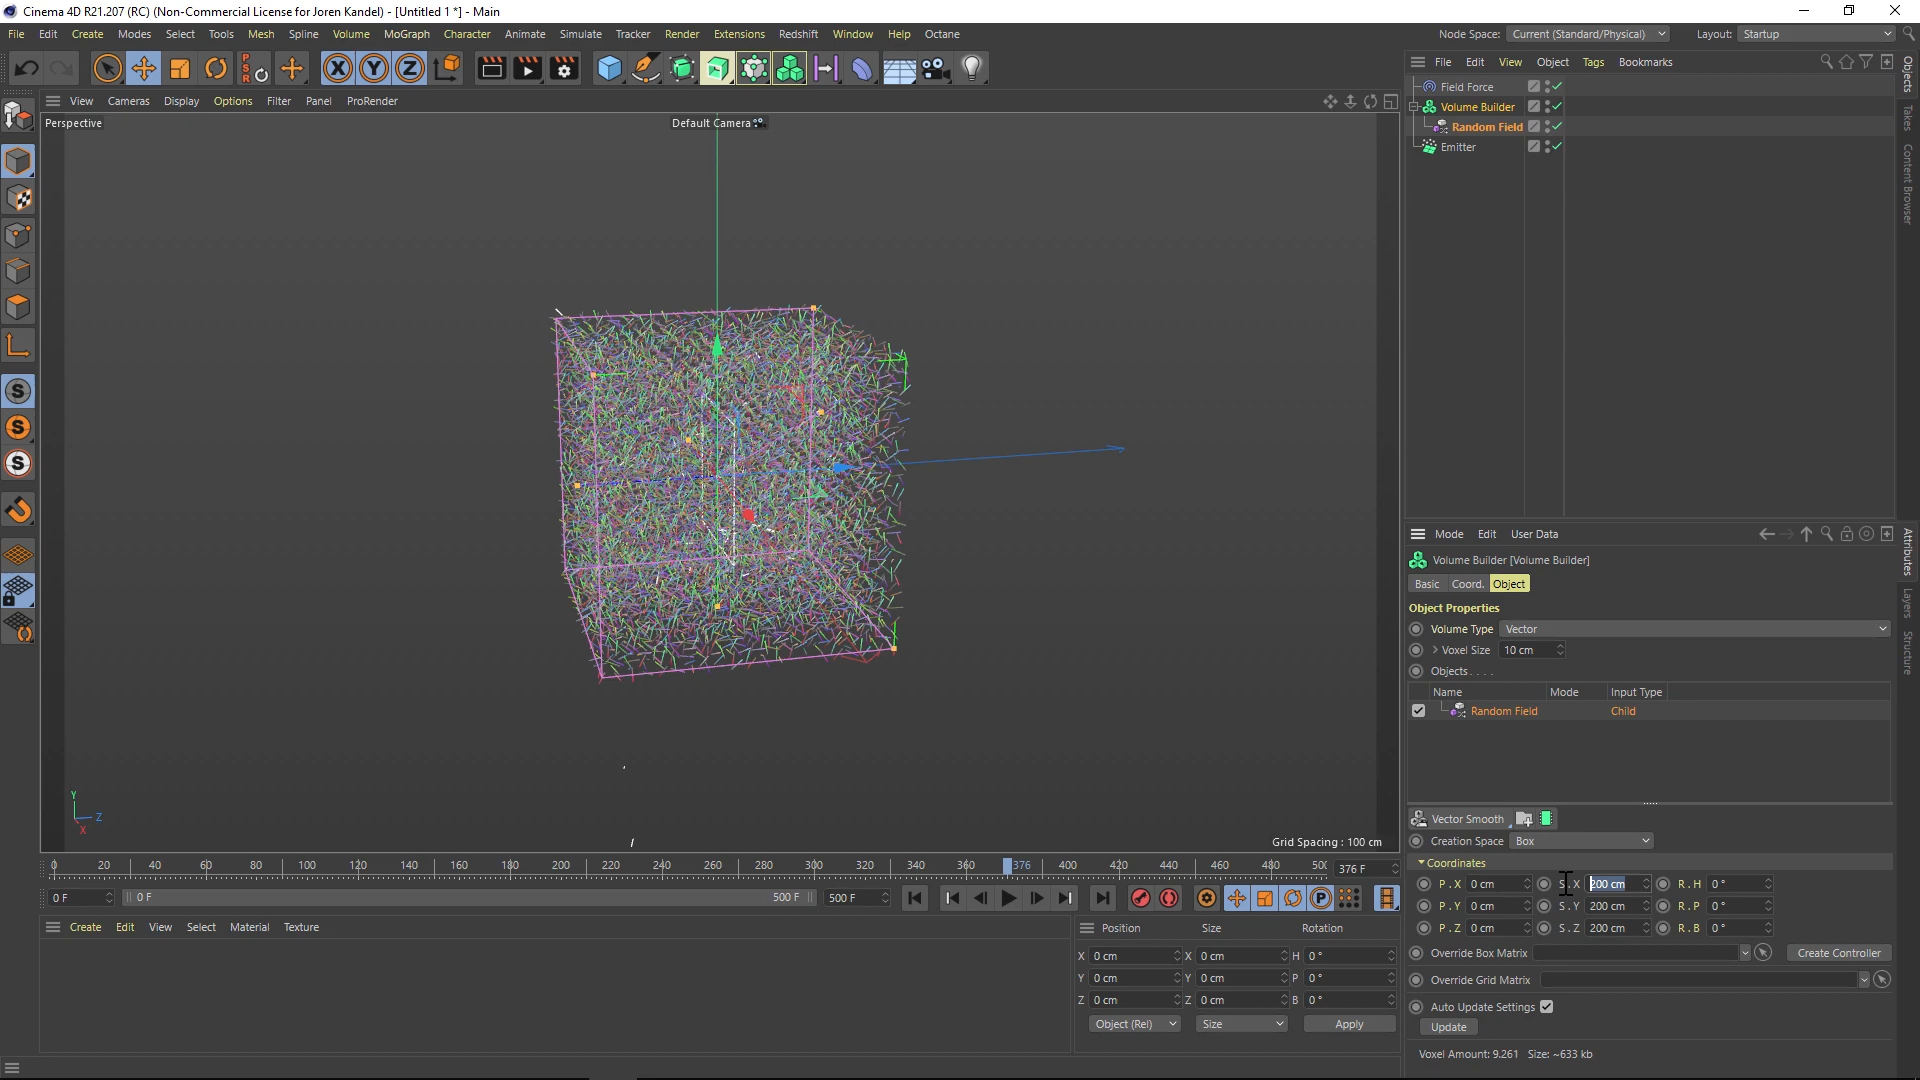 Cinema 4D R21.207 (RC) (Non-Commercial License for Joren Kandel) - [Untitled 1 *] - Main
File Edit Create Modes Select Tools Mesh Spline Volume MoGraph Character Animate Simulate Tracker Render Extensions Redshift Window Help Octane
Node Space: Current (Standard/Physical) Layout: Startup
P S R X Y Z
File Edit View Object Tags Bookmarks
View Cameras Display Options Filter Panel ProRender
Perspective
Default Camera
Field Force
Volume Builder
Random Field
Emitter
Objects
Takes
Content Browser
S
S
S
Y
Z
X
Grid Spacing : 100 cm
Mode Edit User Data
Volume Builder [Volume Builder]
Basic Coord. Object
Object Properties
Volume Type Vector
Voxel Size 10 cm
Objects . . . .
Name Mode Input Type
Random Field Child
Vector Smooth
Creation Space Box
Coordinates
P . X 0 cm S . X 200 cm R . H 0 °
P . Y 0 cm S . Y 200 cm R . P 0 °
P . Z 0 cm S . Z 200 cm R . B 0 °
Override Box Matrix Create Controller
Override Grid Matrix
Auto Update Settings
Update
Voxel Amount: 9.261 Size: ~633 kb
Attributes
Layers
Structure
0 20 40 60 80 100 120 140 160 180 200 220 240 260 280 300 320 340 360 376 400 420 440 460 480 50( 376 F
0 F 0 F 500 F 500 F
P
Create Edit View Select Material Texture
Position Size Rotation
X 0 cm X 0 cm H 0 °
Y 0 cm Y 0 cm P 0 °
Z 0 cm Z 0 cm B 0 °
Object (Rel) Size Apply